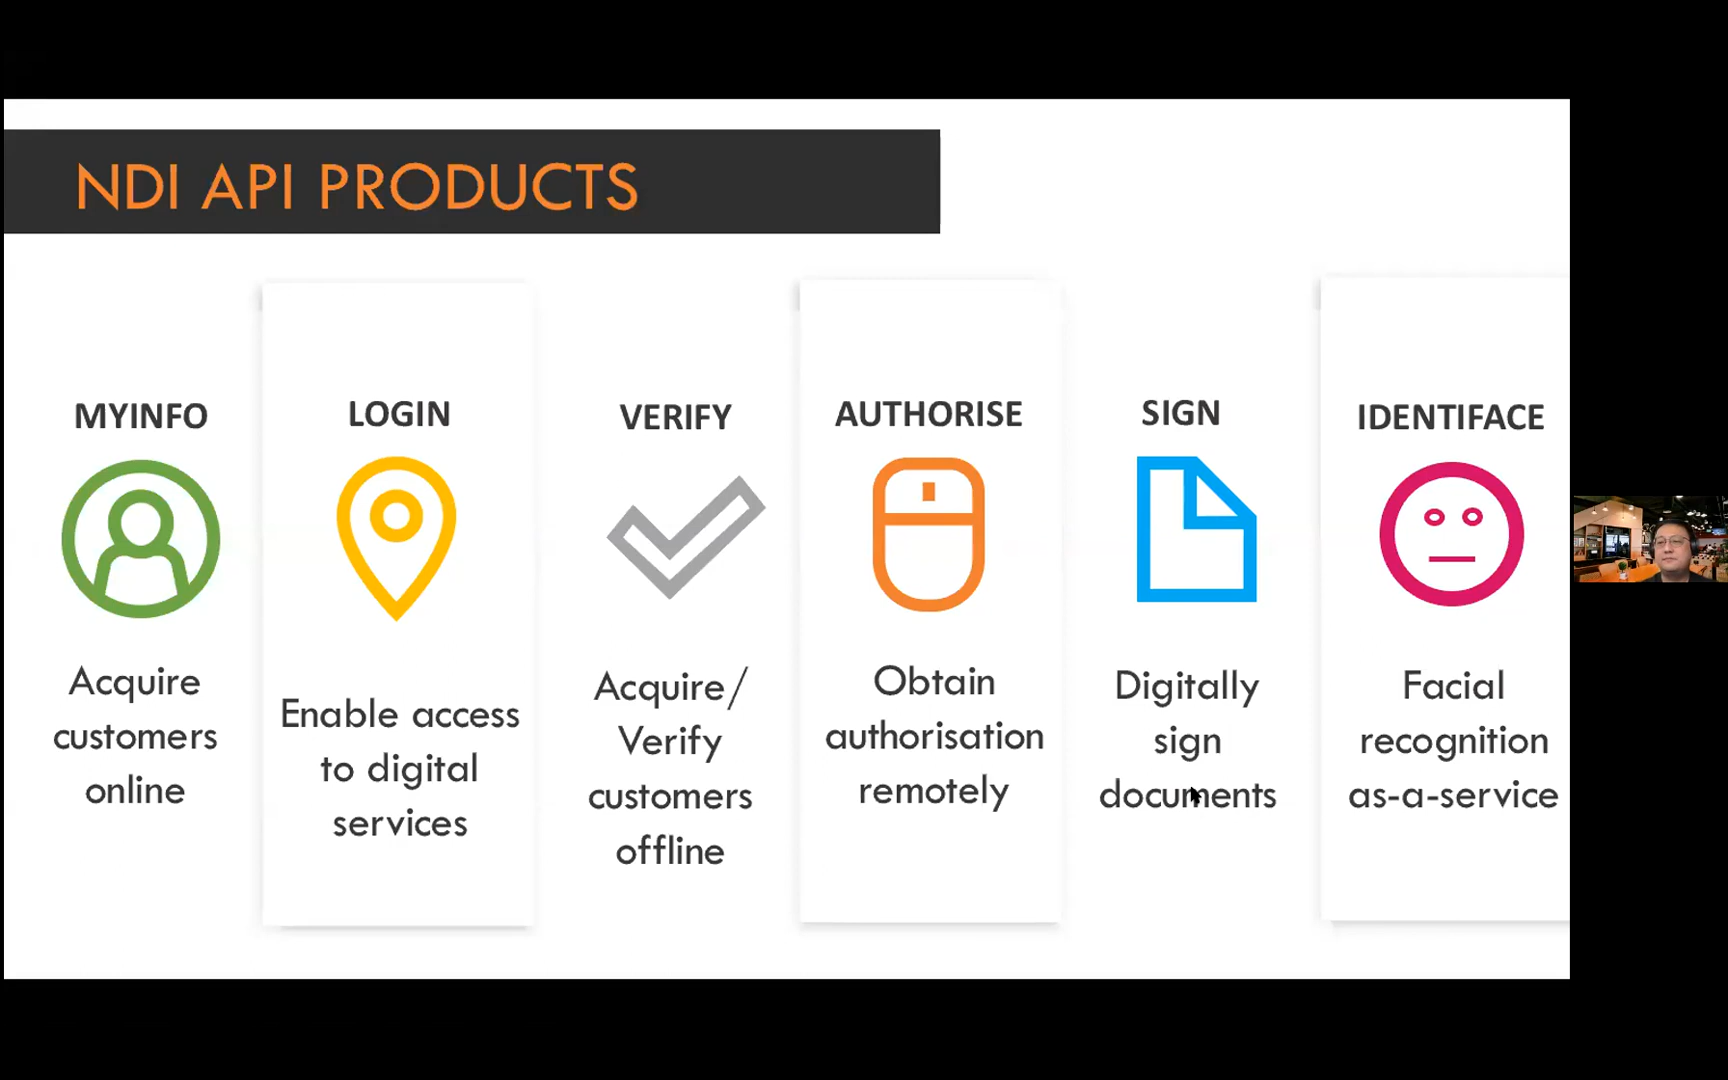 NDI API PRODUCTS
MYINFO
Acquire
customers
online
LOGIN
Enable access
to digital
services
VERIFY
Acquire/
Verify
customers
offline
AUTHORISE
Obtain
authorisation
remotely
SIGN
Digitally
sign
documents
IDENTIFACE
Facial
recognition
as-a-service